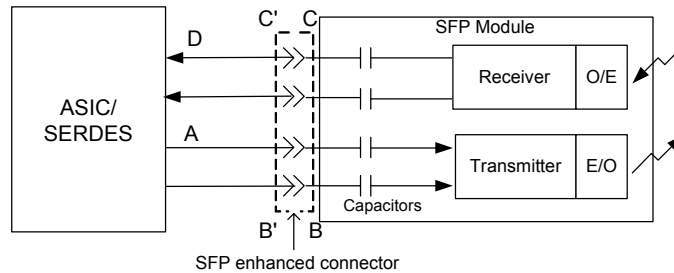 C' C
SFP Module
D
Receiver
O/E
ASIC/
SERDES
A
Transmitter
E/O
Capacitors
B' B
SFP enhanced connector